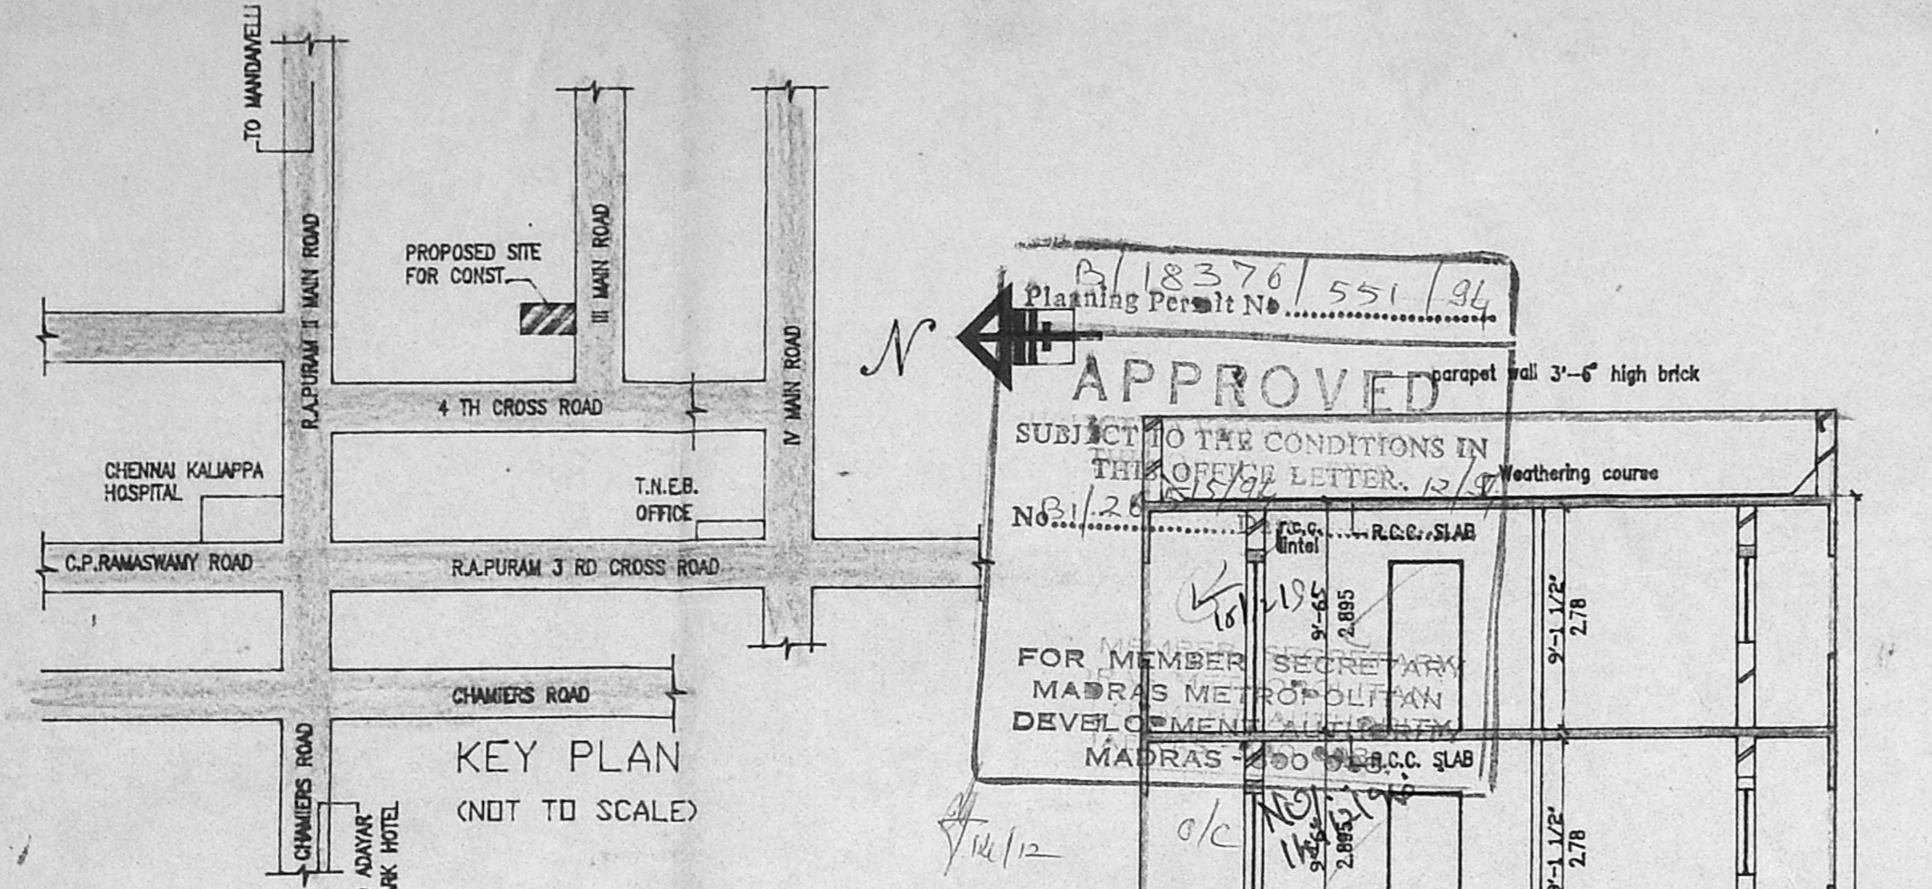 TO MANDAIVELI
R.A.PURAM II MAIN ROAD
PROPOSED SITE
FOR CONST.
III MAIN ROAD
IV MAIN ROAD
4 TH CROSS ROAD
CHENNAI KALIAPPA
HOSPITAL
T.N.E.B.
OFFICE
C.P.RAMASWAMY ROAD
R.A.PURAM 3 RD CROSS ROAD
CHAMIERS ROAD
CHAMIERS ROAD
ADAYAR
ARK HOTEL
KEY PLAN
(NOT TO SCALE)
N
B/18376/551/94
Planning Permit No
APPROVED
SUBJECT TO THE CONDITIONS IN
THIS OFFICE LETTER.
No
FOR MEMBER SECRETARY
MADRAS METROPOLITAN
DEVELOPMENT AUTHORITY
MADRAS -
parapet wall 3'-6" high brick
Weathering course
r.c.c.
lintel
R.C.C. SLAB
9'-65
2.895
9'-1 1/2"
2.78
R.C.C. SLAB
2.895
9'-1 1/2"
2.78
O/C